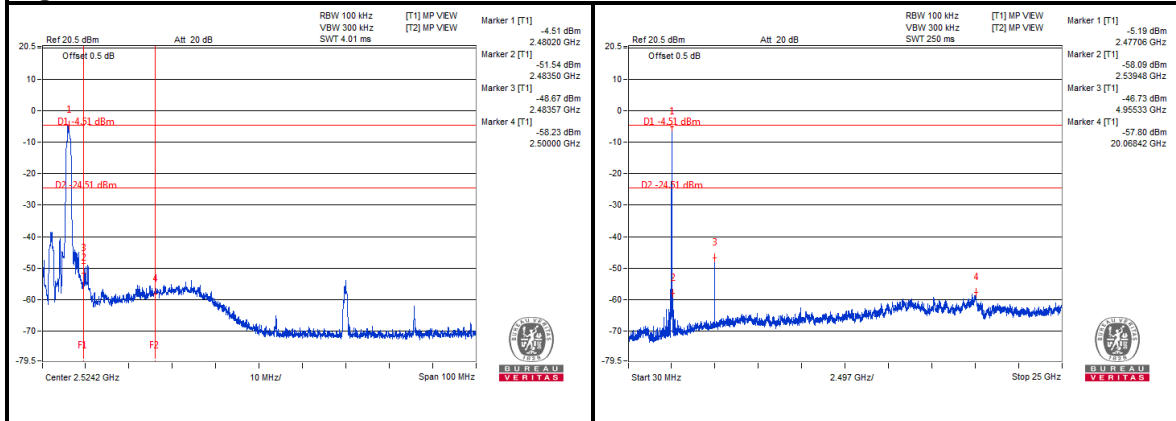 RBW 100 kHz [T1] MP VIEW
VBW 300 kHz [T2] MP VIEW
Ref 20.5 dBm Att 20 dB SWT 4.01 ms
Offset 0.5 dB
20.5
10
0
-10
-20
-30
-40
-50
-60
-70
-79.5
1
D1 -4.51 dBm
D2 -24.51 dBm
3
2
4
F1
F2
Center 2.5242 GHz 10 MHz/ Span 100 MHz
Marker 1 [T1]
-4.51 dBm
2.48020 GHz
Marker 2 [T1]
-51.54 dBm
2.48350 GHz
Marker 3 [T1]
-48.67 dBm
2.48357 GHz
Marker 4 [T1]
-58.23 dBm
2.50000 GHz
BUREAU VERITAS
1828
BUREAU
VERITAS
RBW 100 kHz [T1] MP VIEW
VBW 300 kHz [T2] MP VIEW
Ref 20.5 dBm Att 20 dB SWT 250 ms
Offset 0.5 dB
20.5
10
0
-10
-20
-30
-40
-50
-60
-70
-79.5
1
D1 -4.51 dBm
D2 -24.51 dBm
3
2
4
Start 30 MHz 2.497 GHz/ Stop 25 GHz
Marker 1 [T1]
-5.19 dBm
2.47706 GHz
Marker 2 [T1]
-58.09 dBm
2.53948 GHz
Marker 3 [T1]
-46.73 dBm
4.95533 GHz
Marker 4 [T1]
-57.80 dBm
20.06842 GHz
BUREAU VERITAS
1828
BUREAU
VERITAS